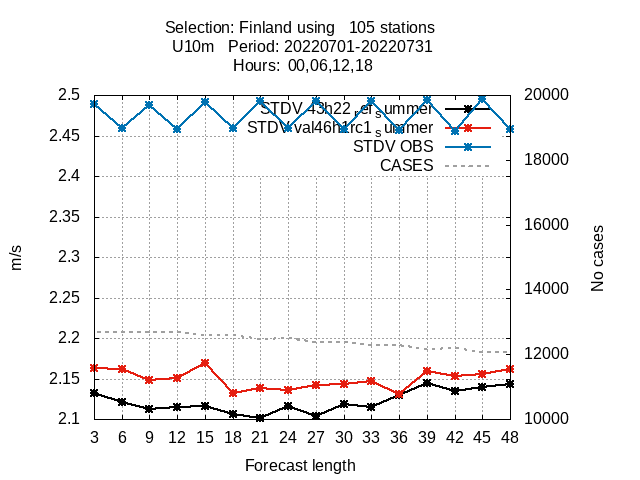 Selection: Finland using   105 stations
U10m   Period: 20220701-20220731
Hours:  00,06,12,18
2.5
2.45
2.4
2.35
2.3
2.25
2.2
2.15
2.1
20000
18000
16000
14000
12000
10000
3 6 9 12 15 18 21 24 27 30 33 36 39 42 45 48
m/s
No cases
Forecast length
STDV
STDV val46h1rc1_summer
STDV OBS
CASES